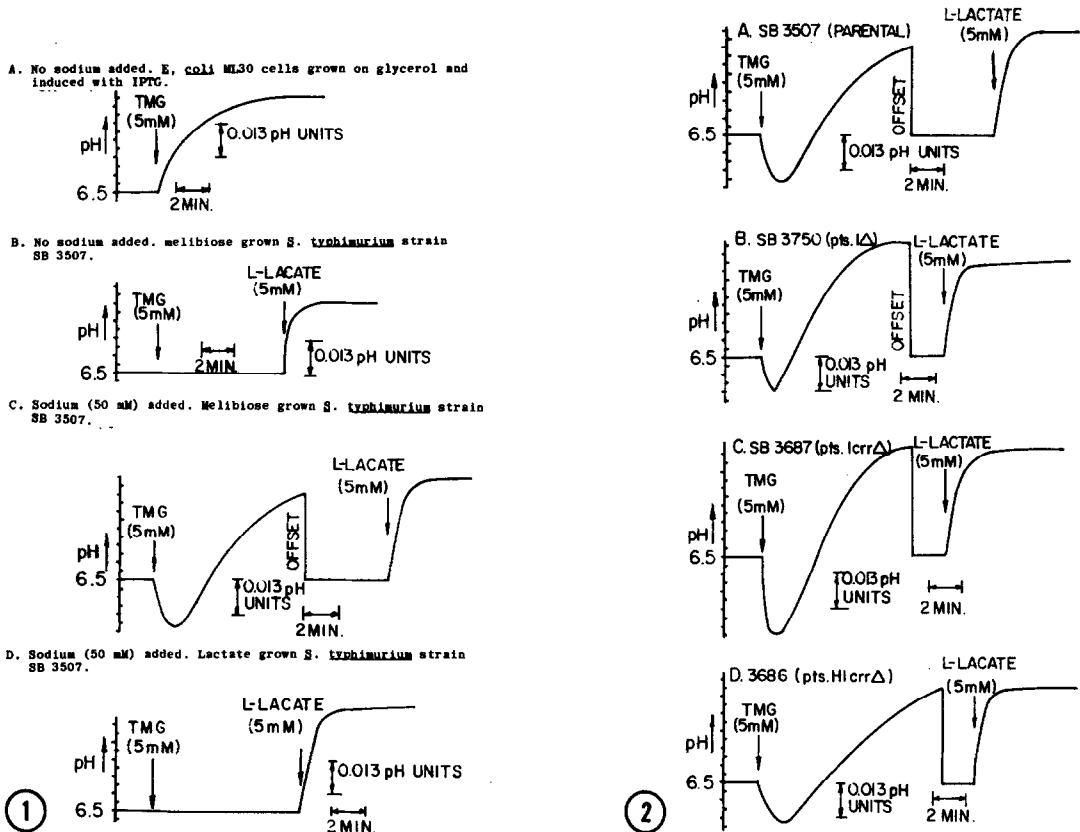 A. No sodium added. E, coli ML30 cells grown on glycerol and
induced with IPTG.
TMG
(5mM)
pH
0.013 pH UNITS
6.5
2 MIN.
B. No sodium added. melibiose grown S. typhimurium strain
SB 3507.
L-LACATE
(5mM)
TMG
(5mM)
pH
2 MIN.
0.013 pH UNITS
6.5
C. Sodium (50 mM) added. Melibiose grown S. typhimurium strain
SB 3507.
L-LACATE
(5mM)
TMG
(5mM)
OFFSET
pH
6.5
0.013 pH
UNITS
2 MIN.
D. Sodium (50 mM) added. Lactate grown S. typhimurium strain
SB 3507.
L-LACATE
(5mM)
TMG
(5mM)
pH
0.013 pH UNITS
6.5
2 MIN.
1
A. SB 3507 (PARENTAL)
L-LACTATE
(5mM)
TMG
(5mM)
pH
OFFSET
6.5
0.013 pH UNITS
2 MIN.
B. SB 3750 (pts. IΔ)
L-LACTATE
(5mM)
TMG
(5mM)
pH
OFFSET
6.5
0.013 pH
UNITS
2 MIN.
C. SB 3687 (pts. IcrrΔ)
L-LACTATE
(5mM)
TMG
(5mM)
pH
6.5
0.013 pH
UNITS
2 MIN.
D. 3686 (pts. HIcrrΔ)
L-LACATE
(5mM)
TMG
(5mM)
pH
6.5
0.013 pH
UNITS
2 MIN.
2